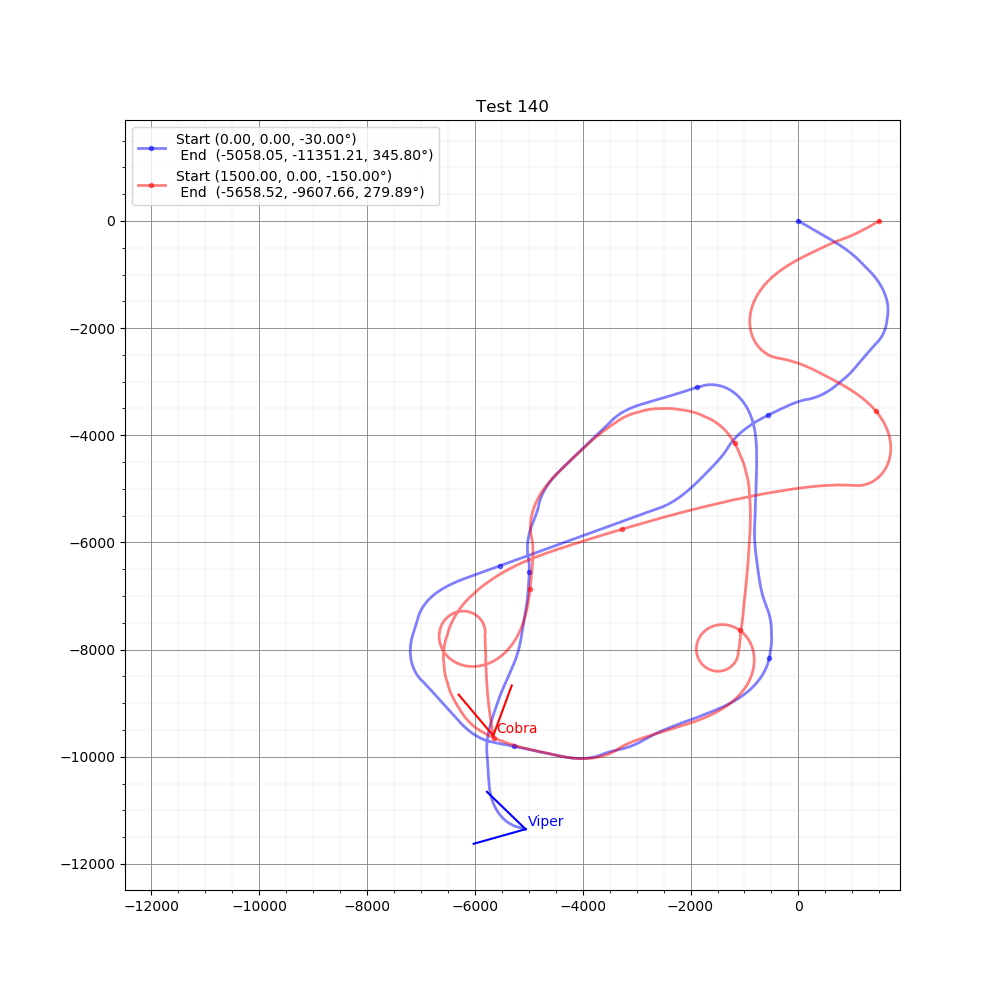 Test 140
Start (0.00, 0.00, -30.00°)
End (-5058.05, -11351.21, 345.80°)
Start (1500.00, 0.00, -150.00°)
End (-5658.52, -9607.66, 279.89°)
0
−2000
−4000
−6000
−8000
−10000
−12000
Cobra
Viper
−12000 −10000 −8000 −6000 −4000 −2000 0